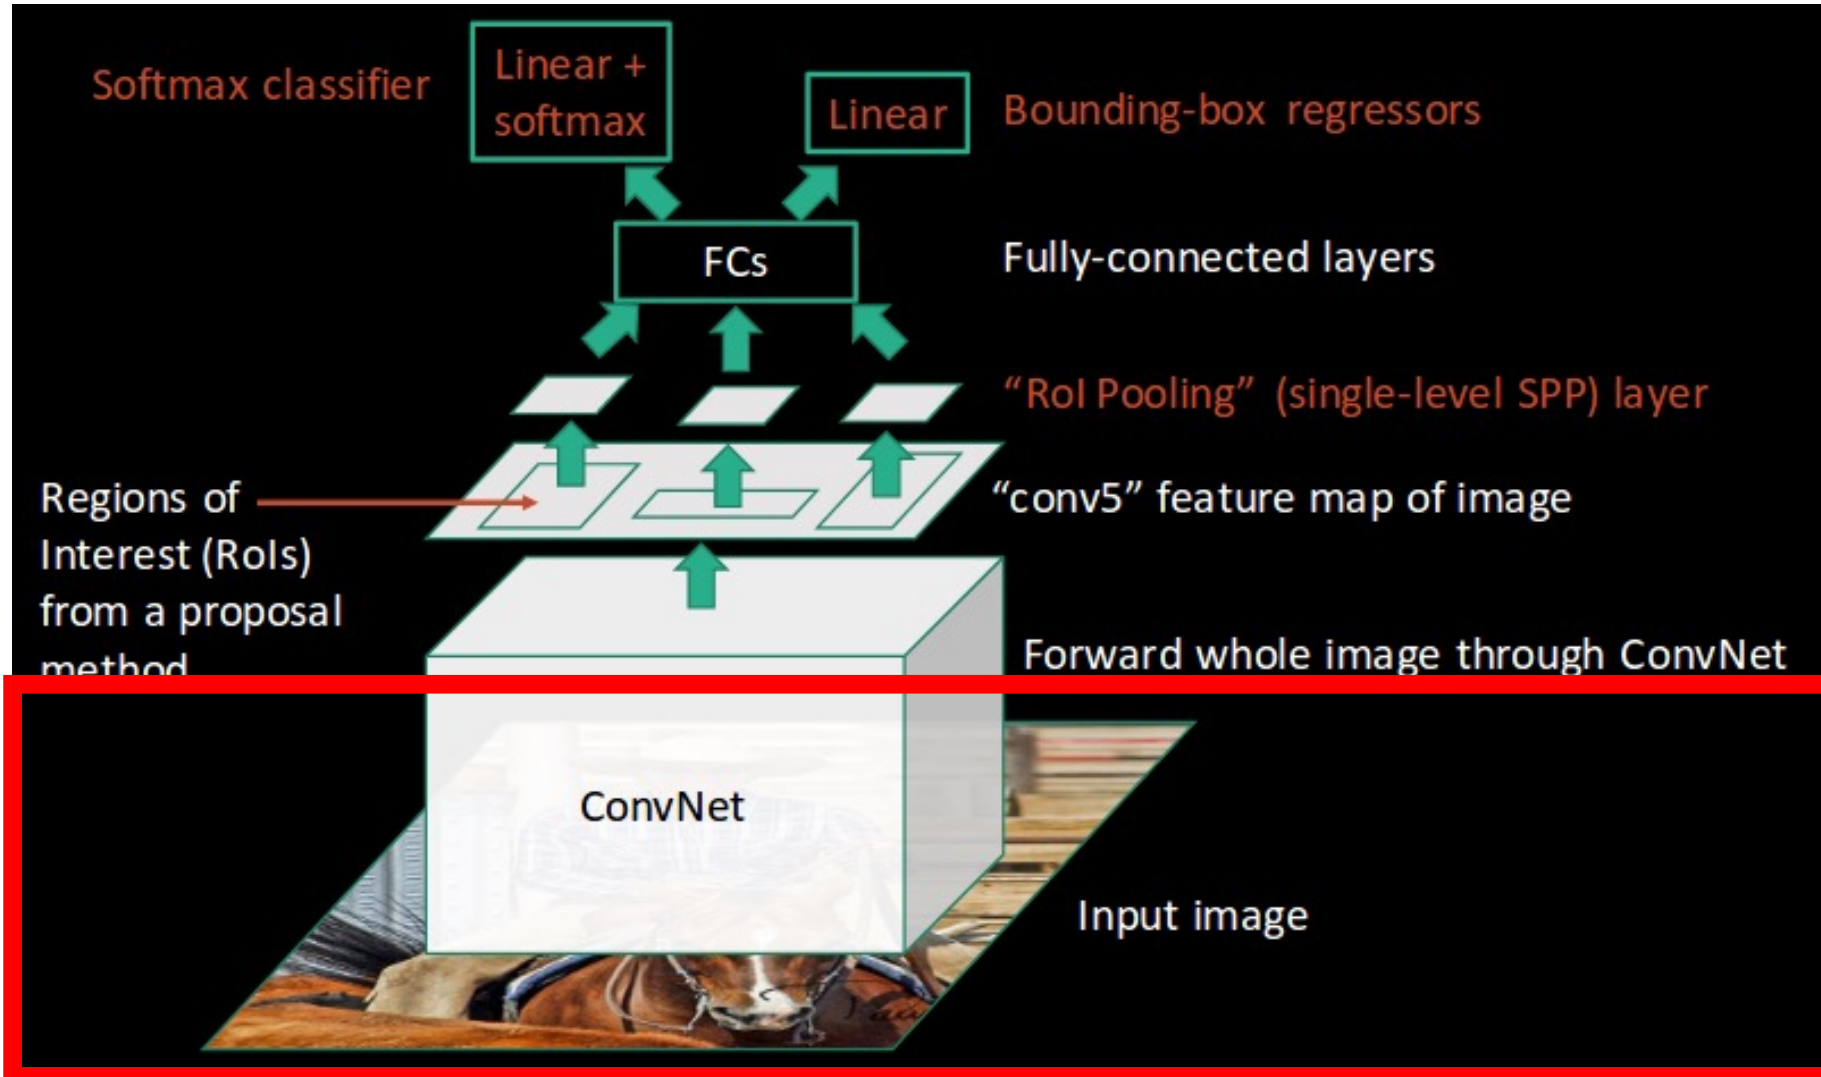 Softmax classifier
Linear +
softmax
Linear
Bounding-box regressors
FCs
Fully-connected layers
“RoI Pooling” (single-level SPP) layer
“conv5” feature map of image
Regions of
Interest (RoIs)
from a proposal
method
Forward whole image through ConvNet
ConvNet
Input image